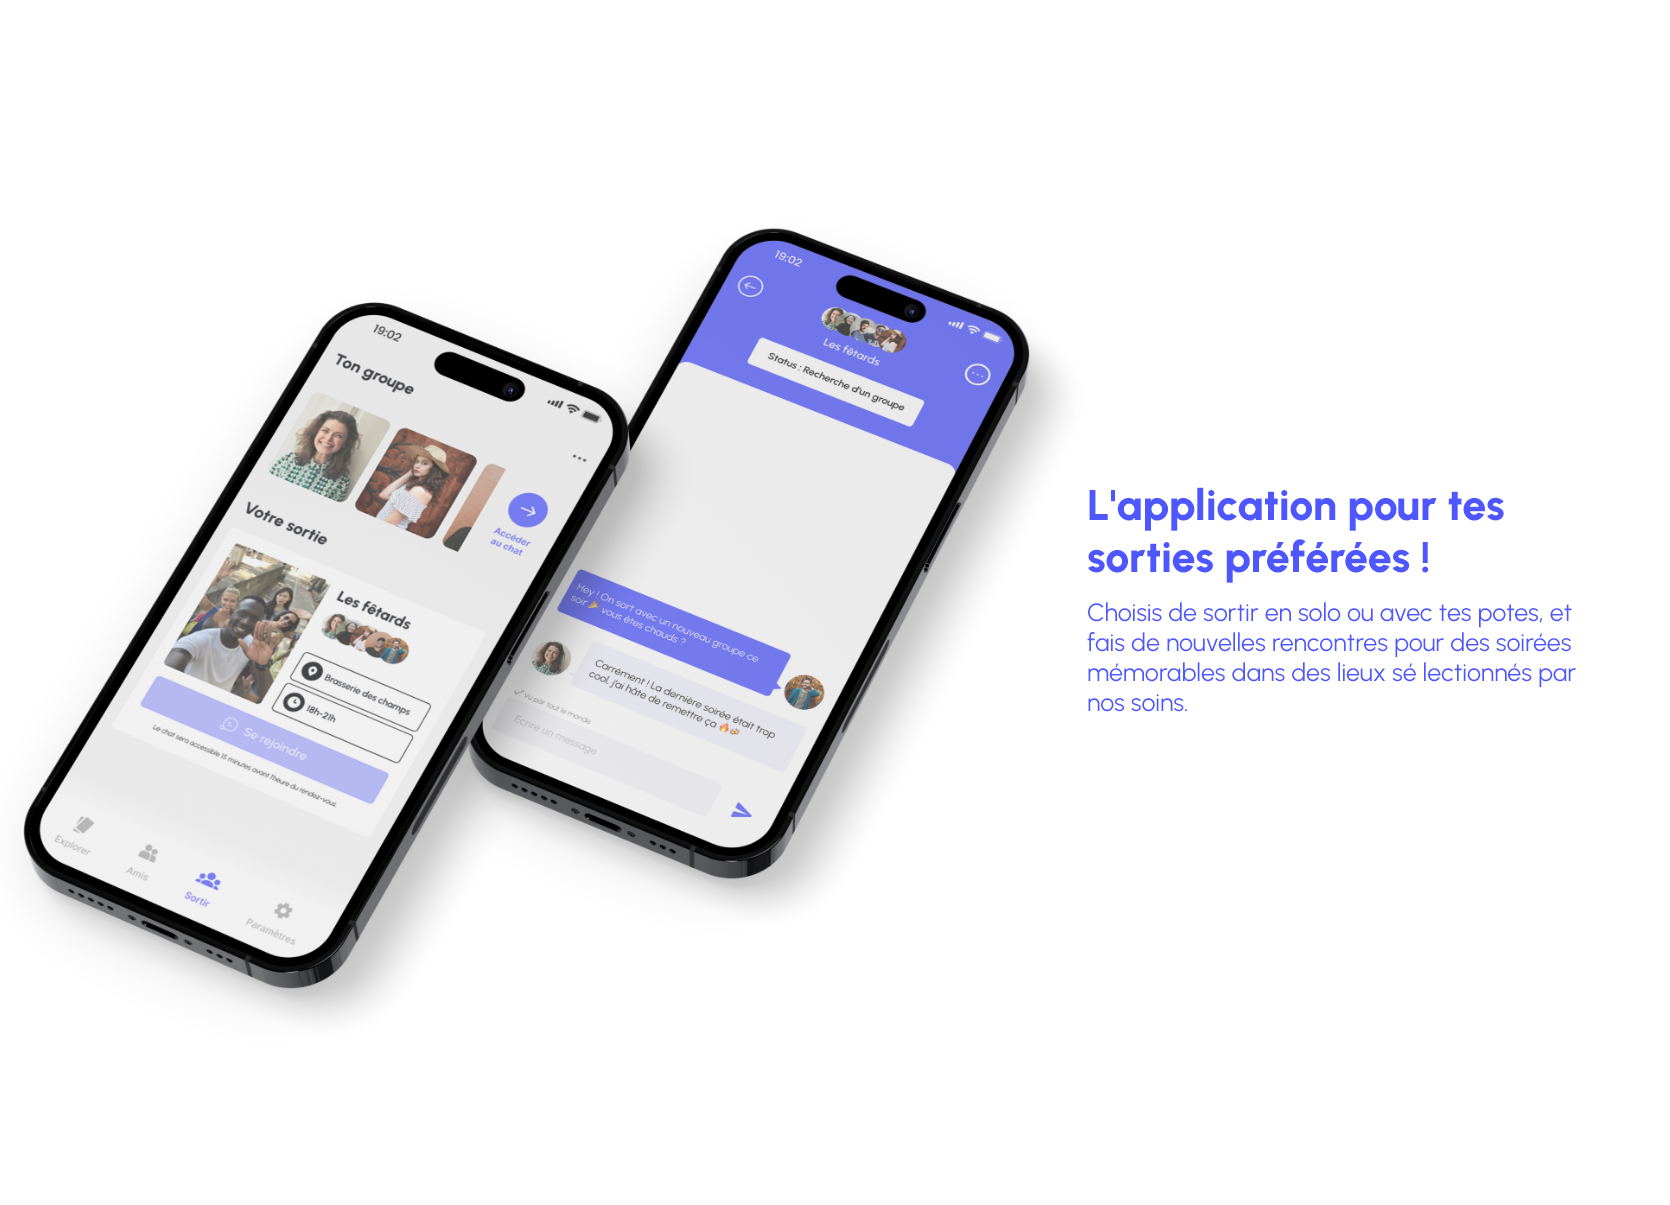 19:02
Ton groupe
Accéder
au chat
Votre sortie
Les fêtards
Brasserie des champs
18h-21h
Se rejoindre
Le chat sera accessible 15 minutes avant l'heure du rendez-vous.
Explorer
Amis
Sortir
Paramètres
19:02
Les fêtards
Status : Recherche d'un groupe
Hey ! On sort avec un nouveau groupe ce
soir 🎉 vous êtes chauds ?
Carrément ! La dernière soirée était trop
cool, j'ai hâte de remettre ça 🔥🍻
Vu par tout le monde
Ecrire un message
L'application pour tes
sorties préférées !
Choisis de sortir en solo ou avec tes potes, et
fais de nouvelles rencontres pour des soirées
mémorables dans des lieux sé lectionnés par
nos soins.